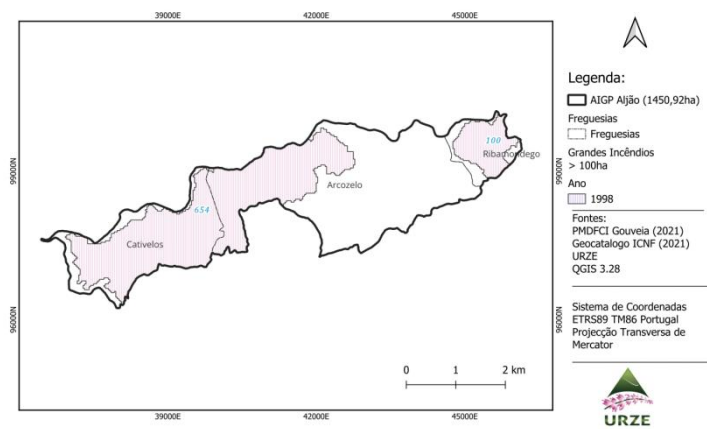 39000E
42000E
45000E
99000N
96000N
654
100
Cativelos
Arcozelo
Ribamondego
99000N
96000N
0 1 2 km
39000E
42000E
45000E
Legenda:
AIGP Aljão (1450,92ha)
Freguesias
Freguesias
Grandes Incêndios
> 100ha
Ano
1998
Fontes:
PMDFCI Gouveia (2021)
Geocatalogo ICNF (2021)
URZE
QGIS 3.28
Sistema de Coordenadas
ETRS89 TM86 Portugal
Projecção Transversa de
Mercator
URZE